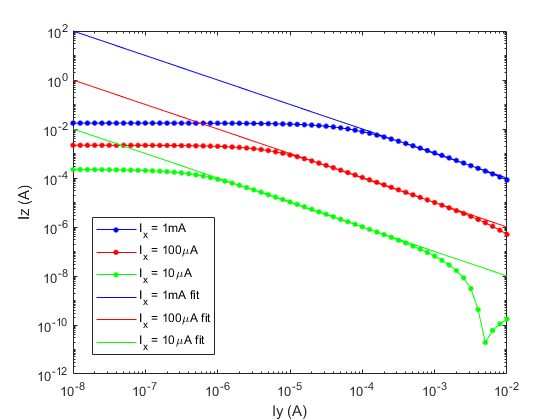 10^2
10^0
10^-2
10^-4
10^-6
10^-8
10^-10
10^-12
Iz (A)
I_x = 1mA
I_x = 100μA
I_x = 10μA
I_x = 1mA fit
I_x = 100μA fit
I_x = 10μA fit
10^-8 10^-7 10^-6 10^-5 10^-4 10^-3 10^-2
Iy (A)